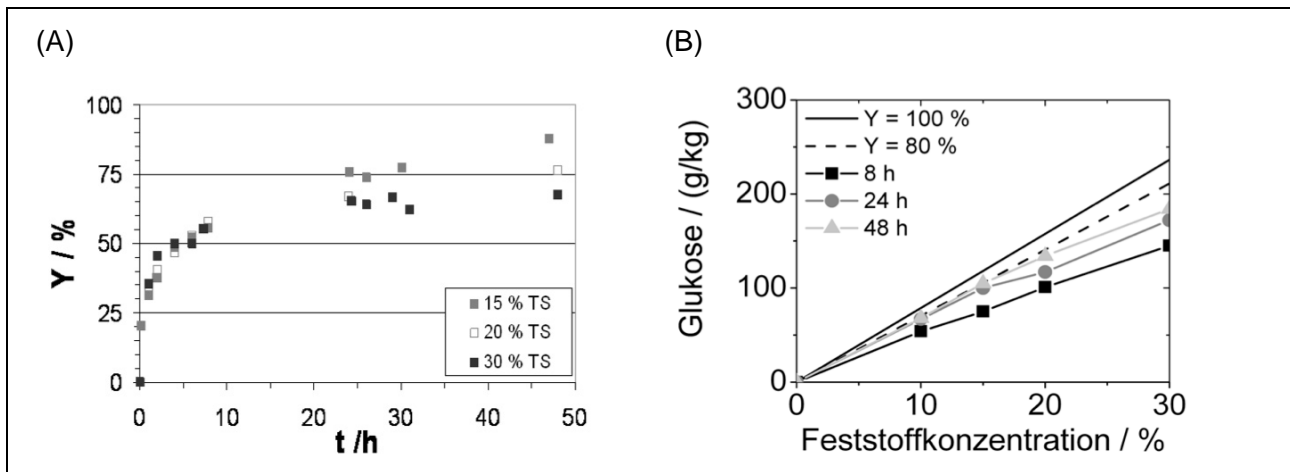 (A)
(B)
100
75
50
25
0
Y / %
0
10
20
30
40
50
t /h
15 % TS
20 % TS
30 % TS
300
200
100
0
Glukose / (g/kg)
Y = 100 %
Y = 80 %
8 h
24 h
48 h
0
10
20
30
Feststoffkonzentration / %